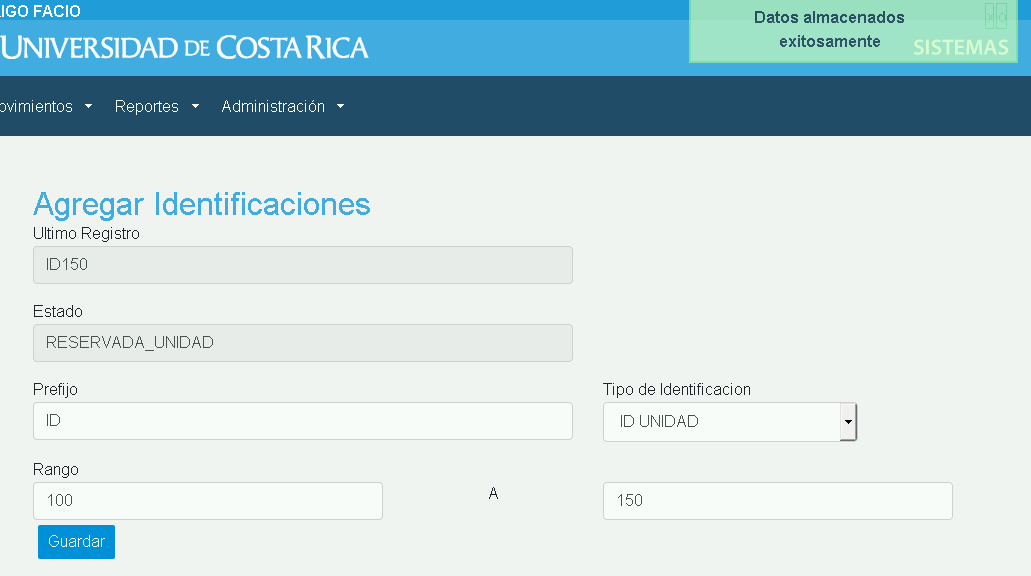 IGO FACIO
UNIVERSIDAD DE COSTA RICA
Datos almacenados
exitosamente
SISTEMAS
ovimientos
Reportes
Administración
Agregar Identificaciones
Ultimo Registro
ID150
Estado
RESERVADA_UNIDAD
Prefijo
Tipo de Identificacion
ID
ID UNIDAD
Rango
100
A
150
Guardar